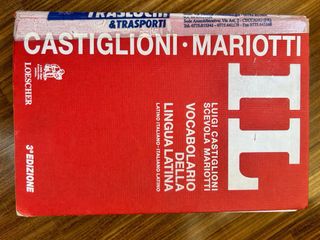 TRASLOCHI
& TRASPORTI
CASTIGLIONI · MARIOTTI
IL
LUIGI CASTIGLIONI
SCEVOLA MARIOTTI
VOCABOLARIO
DELLA
LINGUA LATINA
LATINO ITALIANO-ITALIANO LATINO
LOESCHER
3ª EDIZIONE